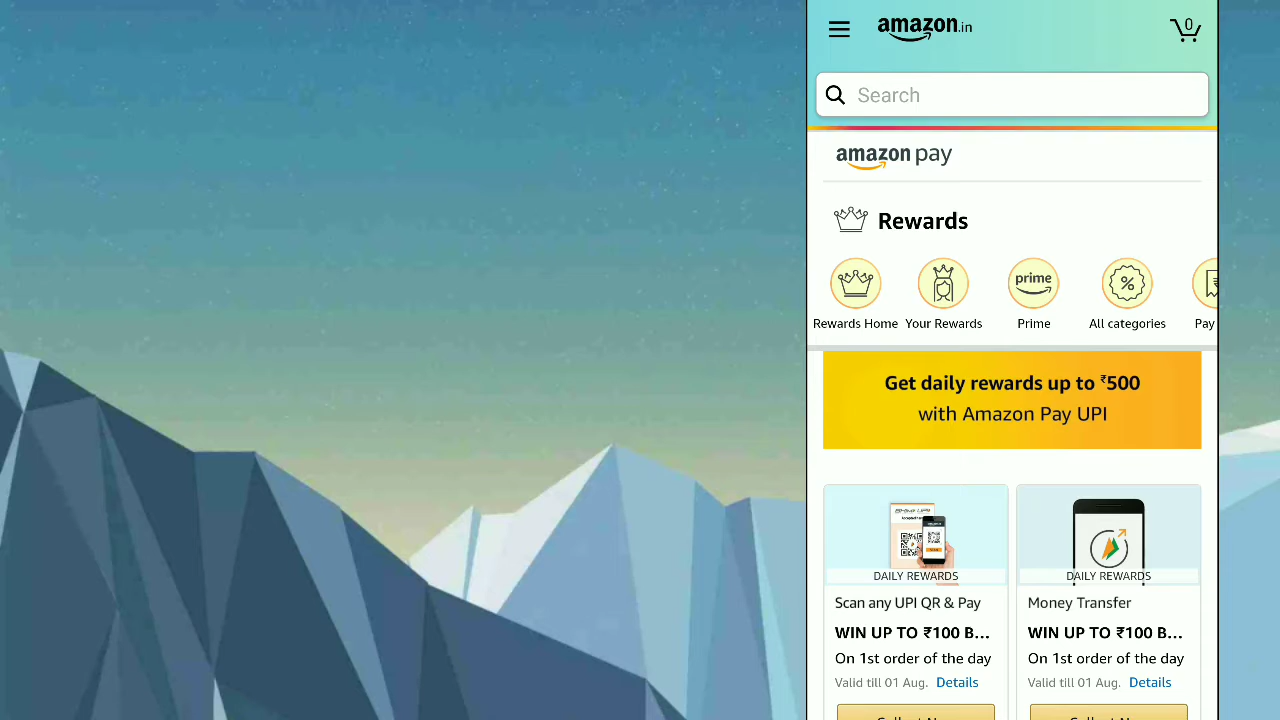 amazon.in
0
Search
amazon pay
Rewards
prime
%
Rewards Home
Your Rewards
Prime
All categories
Pay
Get daily rewards up to ₹500
with Amazon Pay UPI
DAILY REWARDS
Scan any UPI QR & Pay
WIN UP TO ₹100 B...
On 1st order of the day
Valid till 01 Aug. Details
DAILY REWARDS
Money Transfer
WIN UP TO ₹100 B...
On 1st order of the day
Valid till 01 Aug. Details